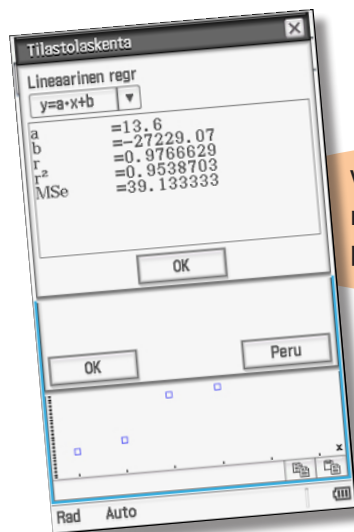 Tilastolaskenta
Lineaarinen regr
y=a·x+b
a =13.6
b =-27229.07
r =0.9766629
r² =0.9538703
MSe =39.133333
OK
OK Peru
x
Rad Auto